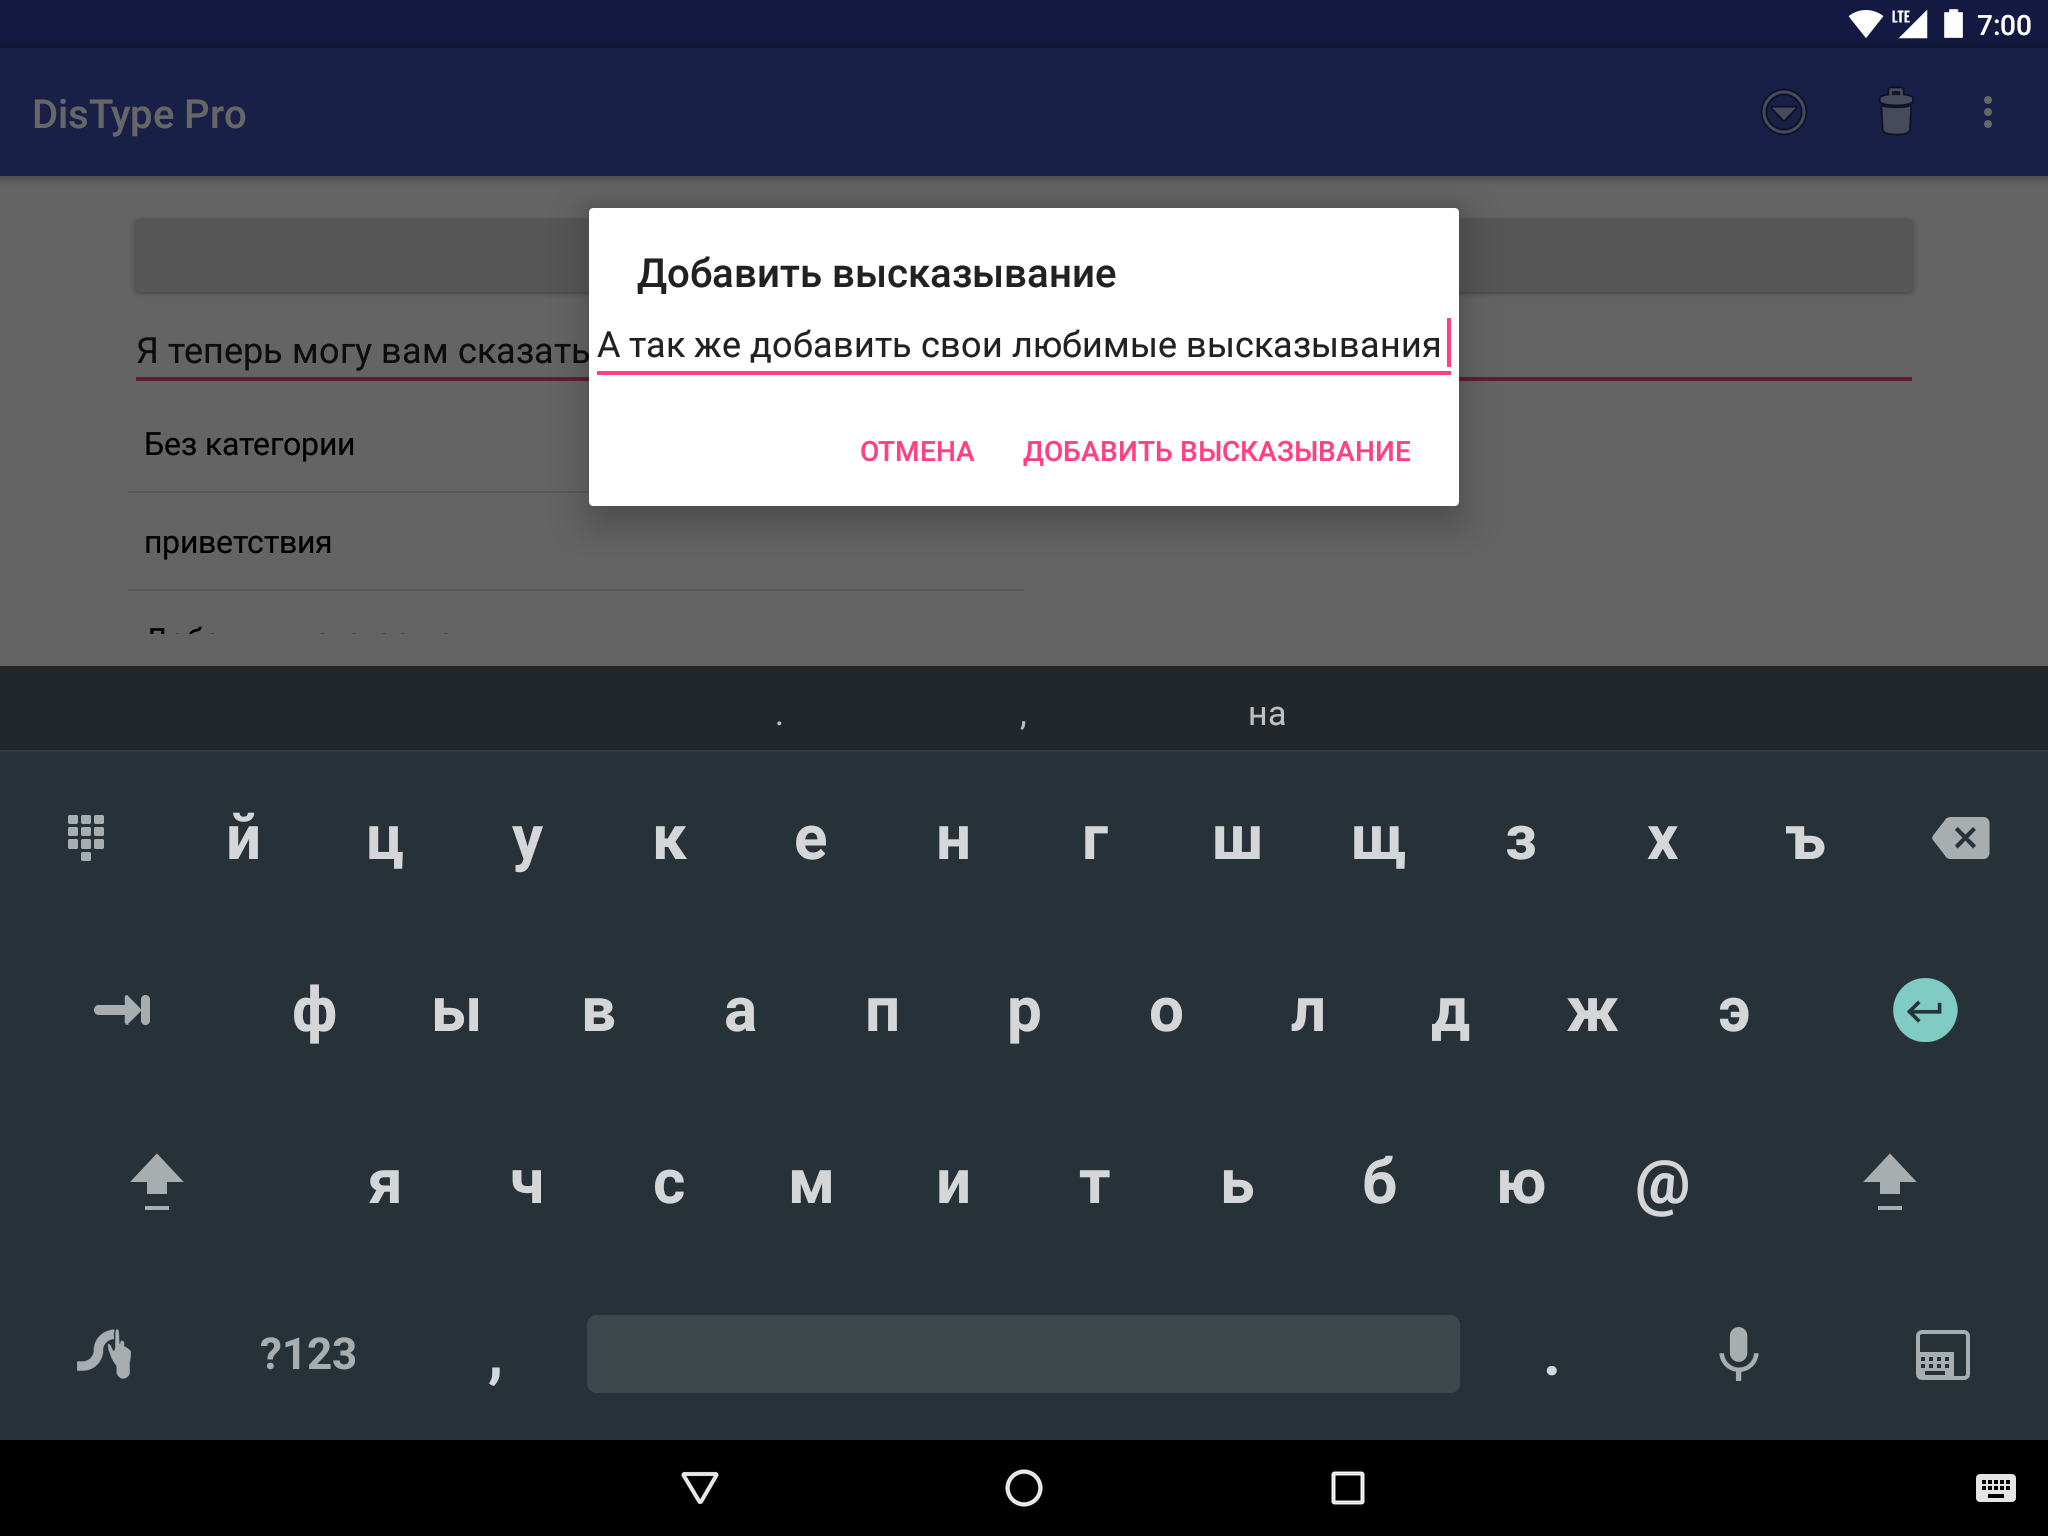 LTE 7:00
DisType Pro
Добавить высказывание
Я теперь могу вам сказать
А так же добавить свои любимые высказывания
Без категории
ОТМЕНА ДОБАВИТЬ ВЫСКАЗЫВАНИЕ
приветствия
. , на
й ц у к е н г ш щ з х ъ
ф ы в а п р о л д ж э
я ч с м и т ь б ю @
?123 , .